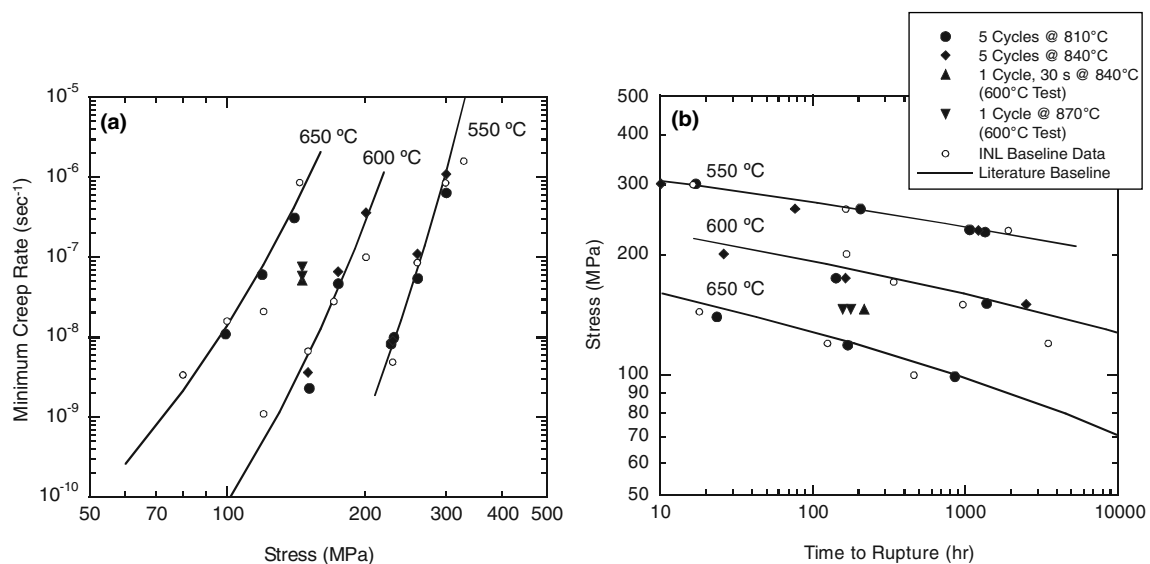 5 Cycles @ 810°C
5 Cycles @ 840°C
1 Cycle, 30 s @ 840°C
(600°C Test)
1 Cycle @ 870°C
(600°C Test)
INL Baseline Data
Literature Baseline
(a)
650 ºC
600 ºC
550 ºC
10⁻⁵
10⁻⁶
10⁻⁷
10⁻⁸
10⁻⁹
10⁻¹⁰
Minimum Creep Rate (sec⁻¹)
50 70 100 200 300 500
Stress (MPa)
(b)
550 ºC
600 ºC
650 ºC
500
400
300
200
100
90
80
70
60
50
Stress (MPa)
10 100 1000 10000
Time to Rupture (hr)